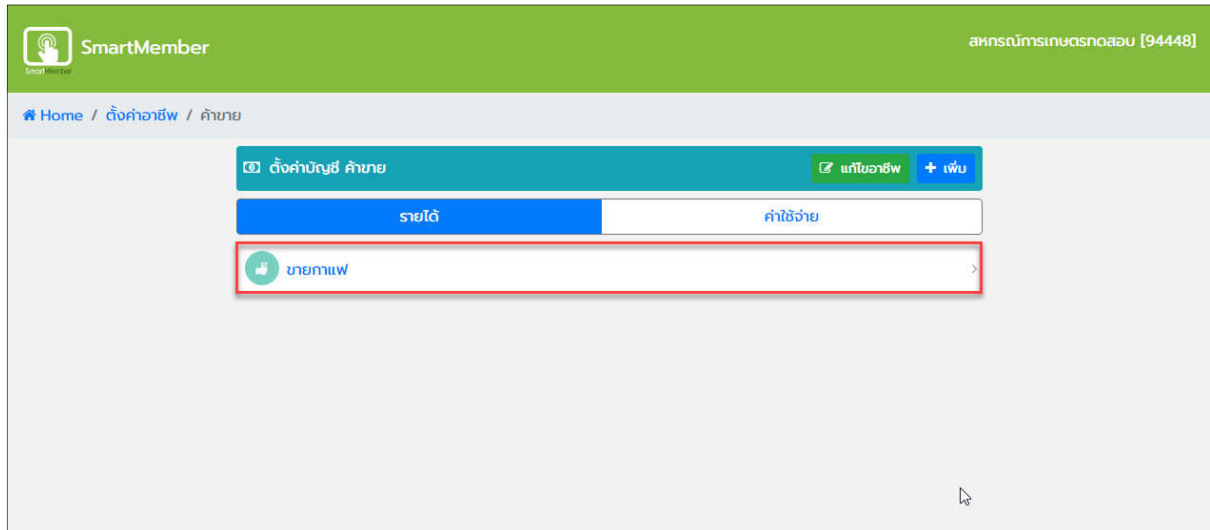 SmartMember
สหกรณ์การเกษตรทดสอบ [94448]
SmartMember
Home / ตั้งค่าอาชีพ / ค้าขาย
ตั้งค่าบัญชี ค้าขาย
แก้ไขอาชีพ
+ เพิ่ม
รายได้
ค่าใช้จ่าย
ขายกาแฟ